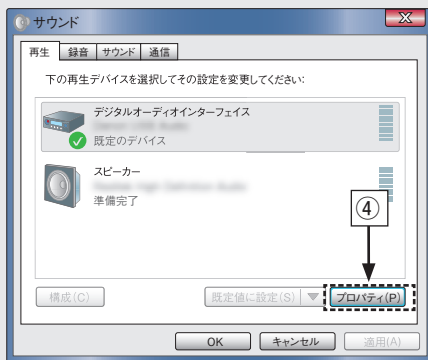 サウンド
再生 録音 サウンド 通信
下の再生デバイスを選択してその設定を変更してください:
デジタルオーディオインターフェイス
既定のデバイス
スピーカー
準備完了
④
構成(C) 既定値に設定(S) プロパティ(P)
OK キャンセル 適用(A)